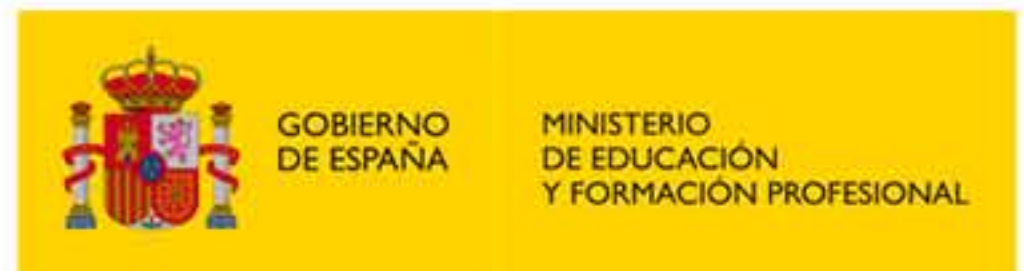 GOBIERNO
DE ESPAÑA
MINISTERIO
DE EDUCACIÓN
Y FORMACIÓN PROFESIONAL